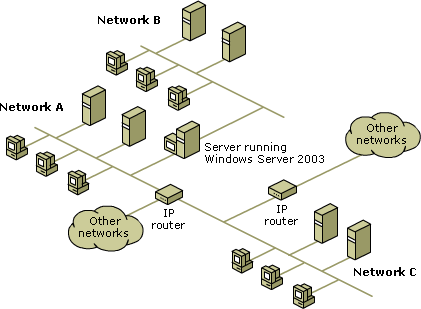 Network B
Network A
Other
networks
Server running
Windows Server 2003
IP
router
IP
router
Other
networks
Network C